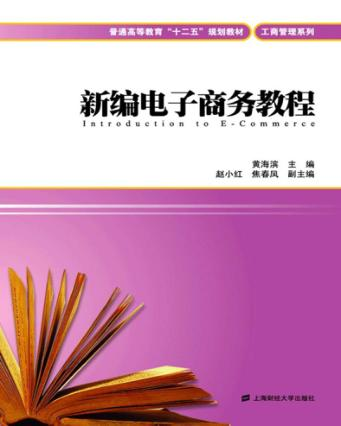 普通高等教育“十二五”规划教材 工商管理系列
新编电子商务教程
Introduction to E-Commerce
黄海滨 主编
赵小红 焦春凤 副主编
上海财经大学出版社